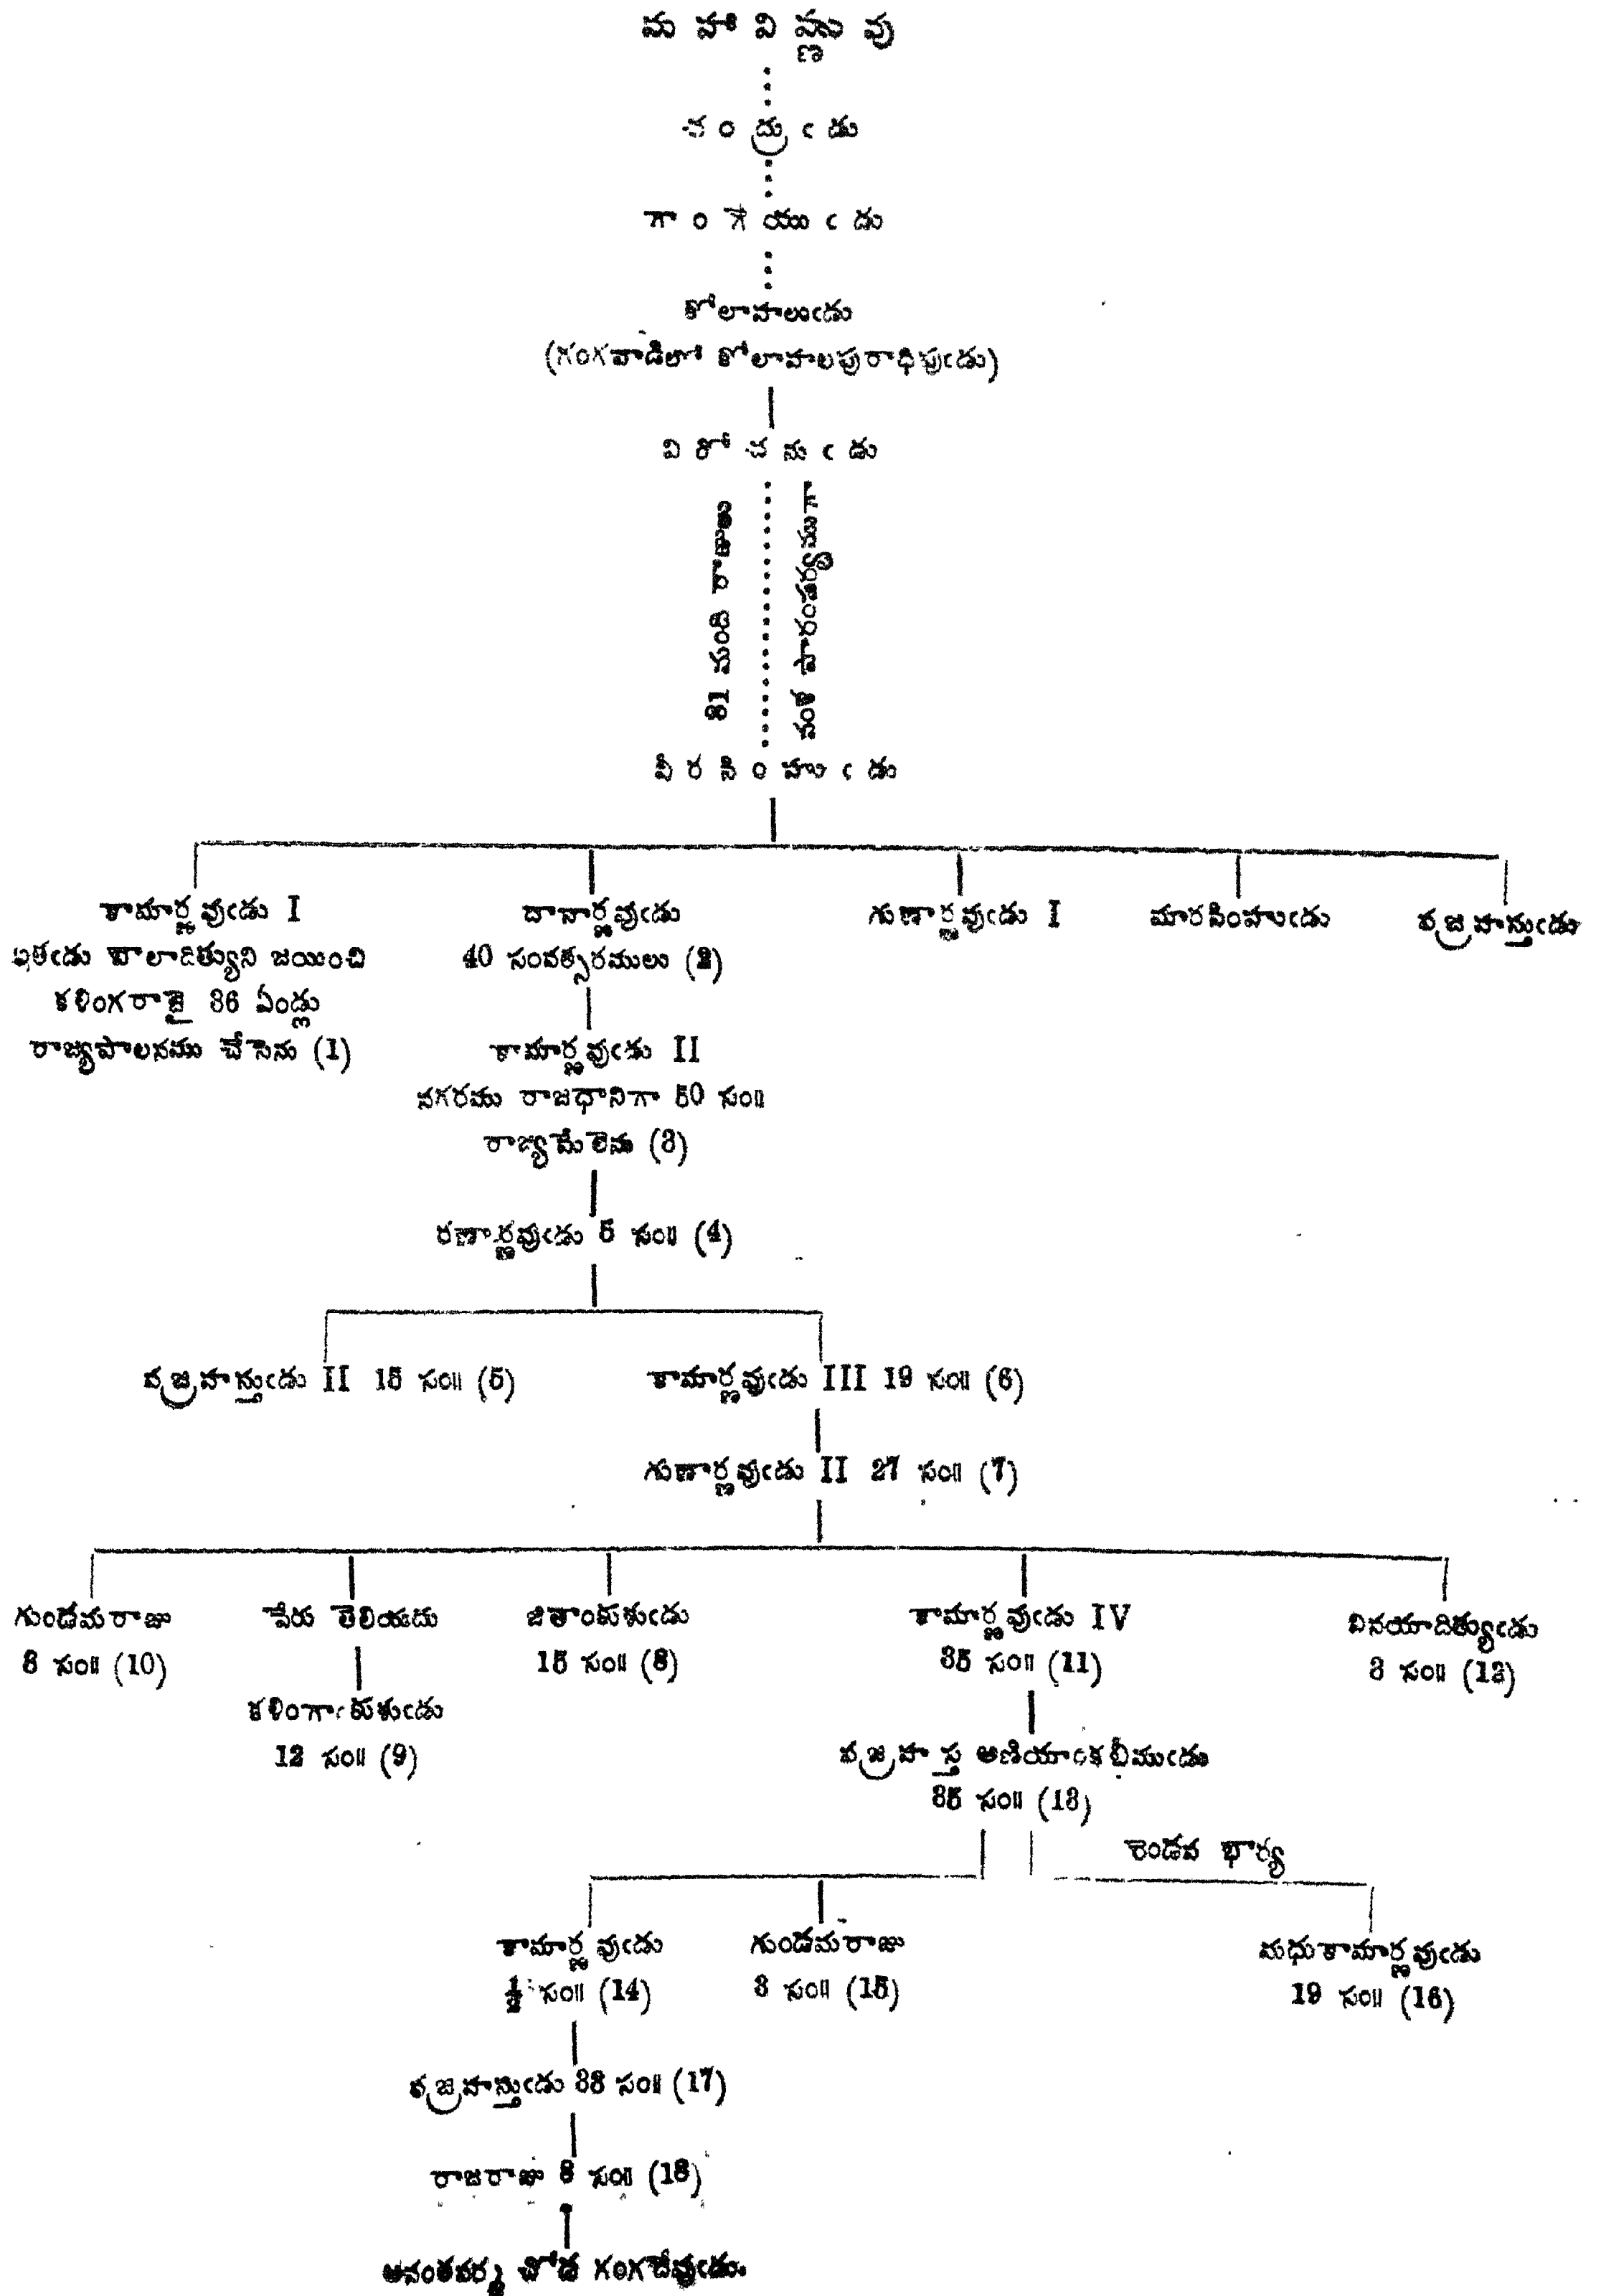 మహావిష్ణువు
చంద్రుఁడు
గాంగేయుఁడు
కోలాహలుఁడు
(గంగవాడిలో కోలాహలపురాధిపుఁడు)
విరోచనుఁడు
81 మంది రాజులు
వంశ పారంపర్యముగా
వీరసింహుఁడు
కామార్ణవుఁడు I
ఇతఁడు బాలాదిత్యుని జయించి
కళింగరాజై 36 ఏండ్లు
రాజ్యపాలనము చేసెను (1)
దానార్ణవుఁడు
40 సంవత్సరములు (2)
గుణార్ణవుఁడు I
మారసింహుఁడు
వజ్రహస్తుఁడు
కామార్ణవుఁడు II
నగరము రాజధానిగా 50 సం॥
రాజ్యమేలెను (3)
రణార్ణవుఁడు 5 సం॥ (4)
వజ్రహస్తుఁడు II 15 సం॥ (5)
కామార్ణవుఁడు III 19 సం॥ (6)
గుణార్ణవుఁడు II 27 సం॥ (7)
గుండమరాజు
సం॥ (10)
పేరు తెలియదు
జితాంకుశుఁడు
15 సం॥ (8)
కామార్ణవుఁడు IV
35 సం॥ (11)
వినయాదిత్యుఁడు
3 సం॥ (12)
కళింగాంకుశుఁడు
12 సం॥ (9)
వజ్రహస్త అణియాంకభీముఁడు
35 సం॥ (13)
రెండవ భార్య
కామార్ణవుఁడు
½ సం॥ (14)
గుండమరాజు
3 సం॥ (15)
మధుకామార్ణవుఁడు
19 సం॥ (16)
వజ్రహస్తుఁడు సం॥ (17)
రాజరాజు 8 సం॥ (18)
అనంతవర్మ చోడ గంగదేవుఁడు.